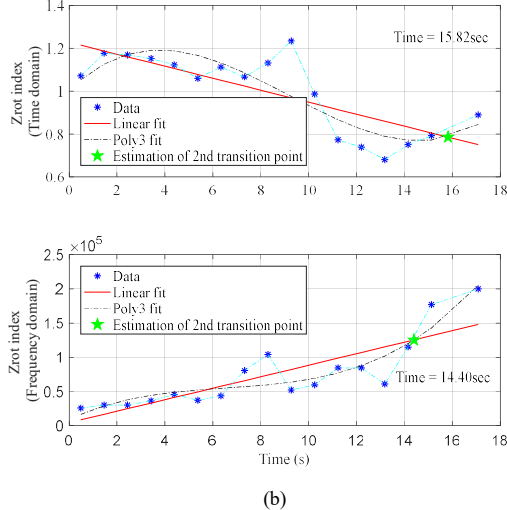 1.4
1.2
1
0.8
0.6
Zrot index
(Time domain)
Time = 15.82sec
Data
Linear fit
Poly3 fit
Estimation of 2nd transition point
0 2 4 6 8 10 12 14 16 18
×10^5
2.5
2
1.5
1
0.5
0
Zrot index
(Frequency domain)
Data
Linear fit
Poly3 fit
Estimation of 2nd transition point
Time = 14.40sec
0 2 4 6 8 10 12 14 16 18
Time (s)
(b)